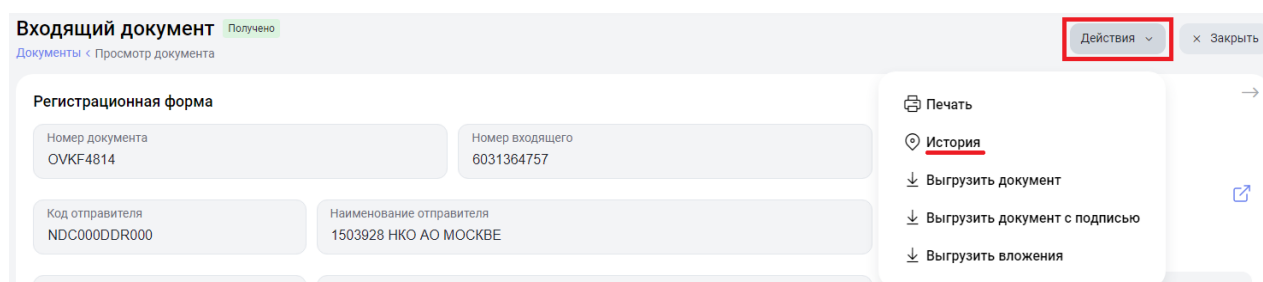 Входящий документ Получено
Действия
× Закрыть
Документы < Просмотр документа
Регистрационная форма
Номер документа
OVKF4814
Номер входящего
6031364757
Код отправителя
NDC000DDR000
Наименование отправителя
1503928 НКО АО МОСКВЕ
Печать
История
Выгрузить документ
Выгрузить документ с подписью
Выгрузить вложения